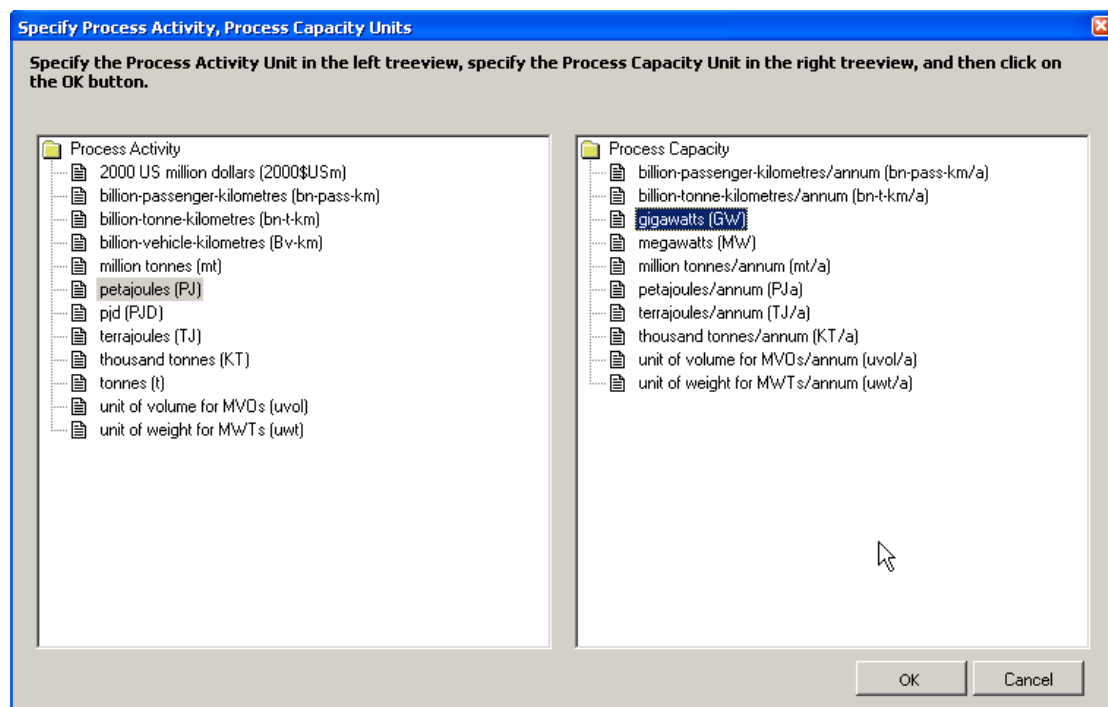 Specify Process Activity, Process Capacity Units
Specify the Process Activity Unit in the left treeview, specify the Process Capacity Unit in the right treeview, and then click on
the OK button.
Process Activity
2000 US million dollars (2000$USm)
billion-passenger-kilometres (bn-pass-km)
billion-tonne-kilometres (bn-t-km)
billion-vehicle-kilometres (Bv-km)
million tonnes (mt)
petajoules (PJ)
pjd (PJD)
terrajoules (TJ)
thousand tonnes (KT)
tonnes (t)
unit of volume for MVOs (uvol)
unit of weight for MWTs (uwt)
Process Capacity
billion-passenger-kilometres/annum (bn-pass-km/a)
billion-tonne-kilometres/annum (bn-t-km/a)
gigawatts (GW)
megawatts (MW)
million tonnes/annum (mt/a)
petajoules/annum (PJa)
terrajoules/annum (TJ/a)
thousand tonnes/annum (KT/a)
unit of volume for MVOs/annum (uvol/a)
unit of weight for MWTs/annum (uwt/a)
OK
Cancel